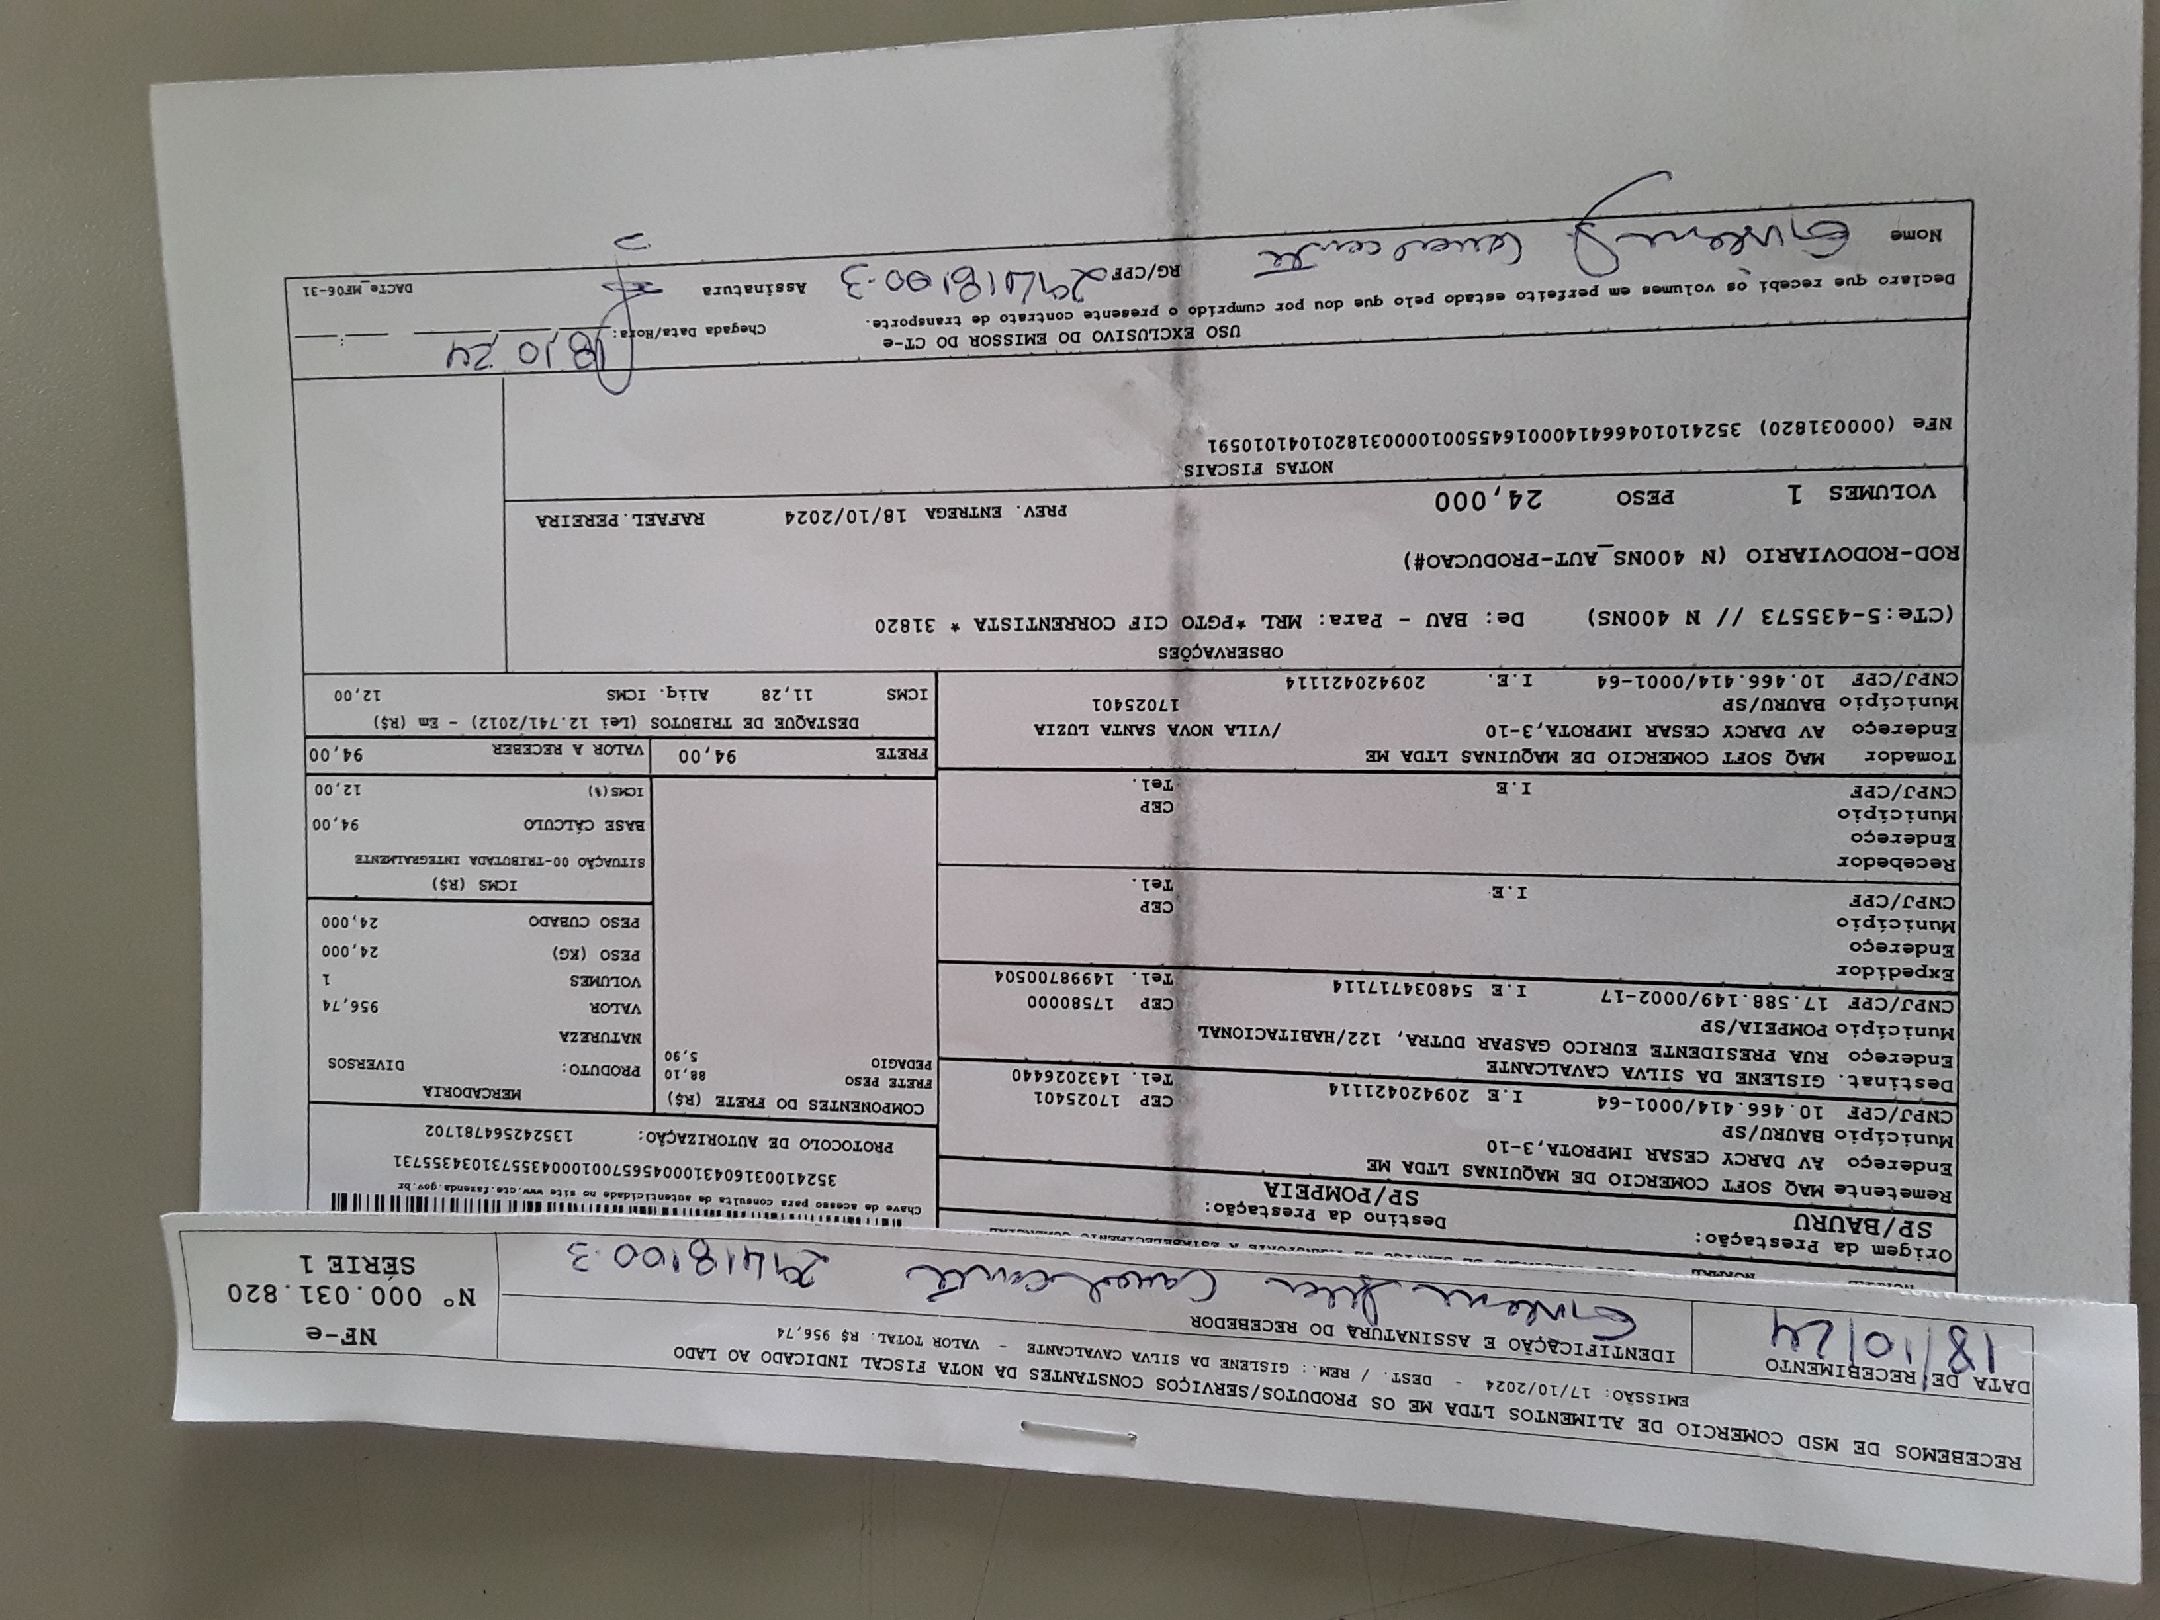 RECEBEMOS DE MSD COMERCIO DE ALIMENTOS LTDA ME OS PRODUTOS/SERVIÇOS CONSTANTES DA NOTA FISCAL INDICADO AO LADO
EMISSÃO: 17/10/2024 - DEST. / REM.: GISLENE DA SILVA CAVALCANTE - VALOR TOTAL: R$ 956,74
DATA DE RECEBIMENTO
18/10/24
IDENTIFICAÇÃO E ASSINATURA DO RECEBEDOR
Cavalcante 29418100-3
NF-e
N° 000.031.820
SÉRIE 1
NORMAL NORMAL
Origem da Prestação:
SP/BAURU
Destino da Prestação:
SP/POMPEIA
Remetente MAQ SOFT COMERCIO DE MAQUINAS LTDA ME
Endereço AV DARCY CESAR IMPROTA,3-10
Município BAURU/SP CEP 17025401
CNPJ/CPF 10.466.414/0001-64 I.E 209420421114 Tel. 1432026440
Destinat. GISLENE DA SILVA CAVALCANTE
Endereço RUA PRESIDENTE EURICO GASPAR DUTRA, 122/HABITACIONAL
Município POMPEIA/SP CEP 17580000
CNPJ/CPF 17.588.149/0002-17 I.E 548034717114 Tel. 14998700504
Expedidor
Endereço
Município CEP
CNPJ/CPF I.E Tel.
Recebedor
Endereço
Município CEP
CNPJ/CPF I.E Tel.
Tomador MAQ SOFT COMERCIO DE MAQUINAS LTDA ME
Endereço AV DARCY CESAR IMPROTA,3-10 /VILA NOVA SANTA LUZIA
Município BAURU/SP 17025401
CNPJ/CPF 10.466.414/0001-64 I.E. 209420421114
Chave de acesso para consulta de autenticidade no site www.cte.fazenda.gov.br
35241003160431000456570010004355731034355731
PROTOCOLO DE AUTORIZAÇÃO: 135242564781702
COMPONENTES DO FRETE (R$)
FRETE PESO 88,10
PEDAGIO 5,90
MERCADORIA
PRODUTO: DIVERSOS
NATUREZA
VALOR 956,74
VOLUMES 1
PESO (KG) 24,000
PESO CUBADO 24,000
ICMS (R$)
SITUAÇÃO 00-TRIBUTADA INTEGRALMENTE
BASE CÁLCULO 94,00
ICMS(%) 12,00
FRETE 94,00 VALOR A RECEBER 94,00
DESTAQUE DE TRIBUTOS (Lei 12.741/2012) - Em (R$)
ICMS 11,28 Aliq. ICMS 12,00
OBSERVAÇÕES
(CTe:5-435573 // N 400NS) De: BAU - Para: MRL *PGTO CIF CORRENTISTA * 31820
ROD-RODOVIARIO (N 400NS_AUT-PRODUCAO#)
VOLUMES 1 PESO 24,000 PREV. ENTREGA 18/10/2024 RAFAEL.PEREIRA
NOTAS FISCAIS
NFe (000031820) 35241010466414000164550010000318201041010591
USO EXCLUSIVO DO EMISSOR DO CT-e
Declaro que recebi os volumes em perfeito estado pelo que dou por cumprido o presente contrato de transporte.
Chegada Data/Hora: 18,10,24
Nome Cavalcante RG/CPF 29418100-3 Assinatura
DACTe_MF06-31